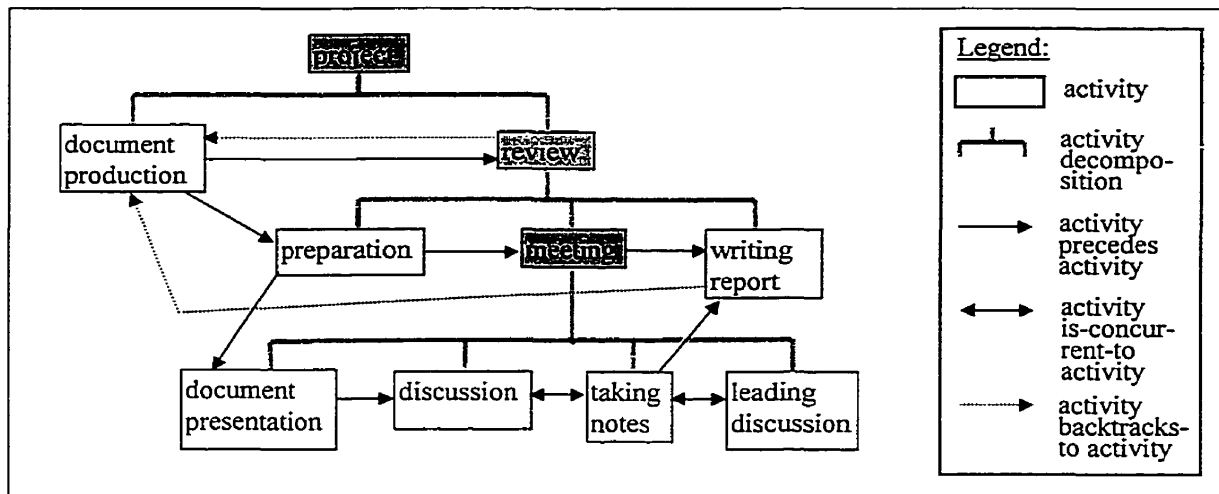 project
document
production
review
preparation
meeting
writing
report
document
presentation
discussion
taking
notes
leading
discussion
Legend:
activity
activity
decompo-
sition
activity
precedes
activity
activity
is-concur-
rent-to
activity
activity
backtracks-
to activity